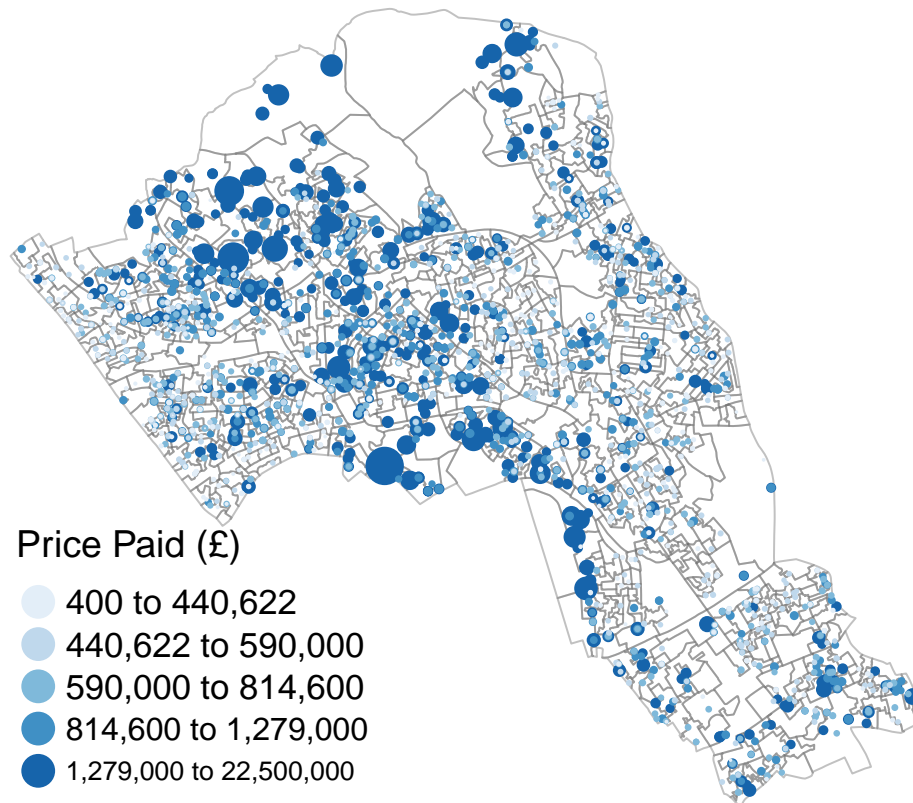 Price Paid (£)
400 to 440,622
440,622 to 590,000
590,000 to 814,600
814,600 to 1,279,000
1,279,000 to 22,500,000